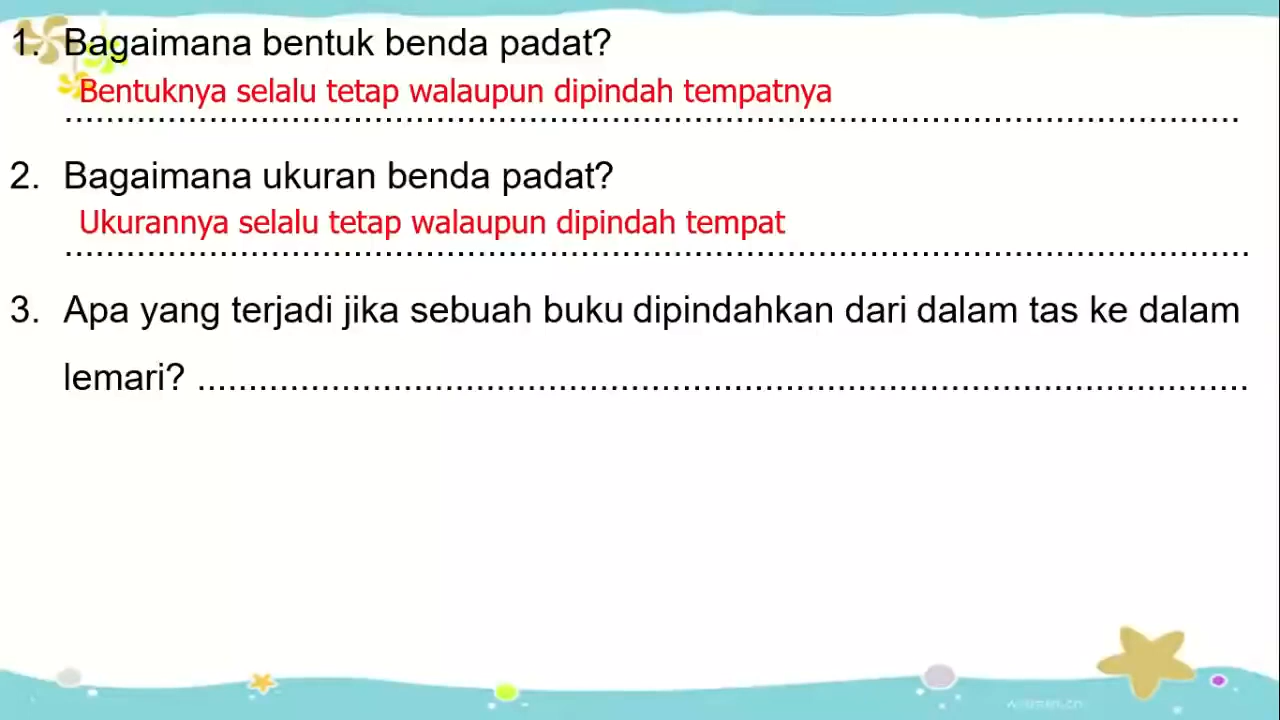 1. Bagaimana bentuk benda padat?
Bentuknya selalu tetap walaupun dipindah tempatnya
................................................................................................................
2. Bagaimana ukuran benda padat?
Ukurannya selalu tetap walaupun dipindah tempat
.................................................................................................................
3. Apa yang terjadi jika sebuah buku dipindahkan dari dalam tas ke dalam
lemari? ....................................................................................................